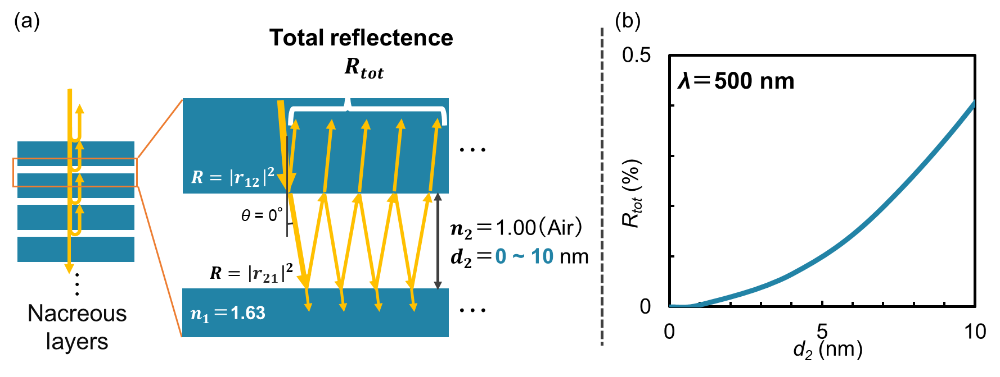 (a)
Total reflectence
R_tot
R = |r_12|^2
θ = 0°
n_2＝1.00（Air）
d_2＝0 ~ 10 nm
R = |r_21|^2
n_1＝1.63
...
...
⋮
Nacreous
layers
(b)
0.5
λ＝500 nm
R_tot (%)
0
0
5
10
d_2 (nm)